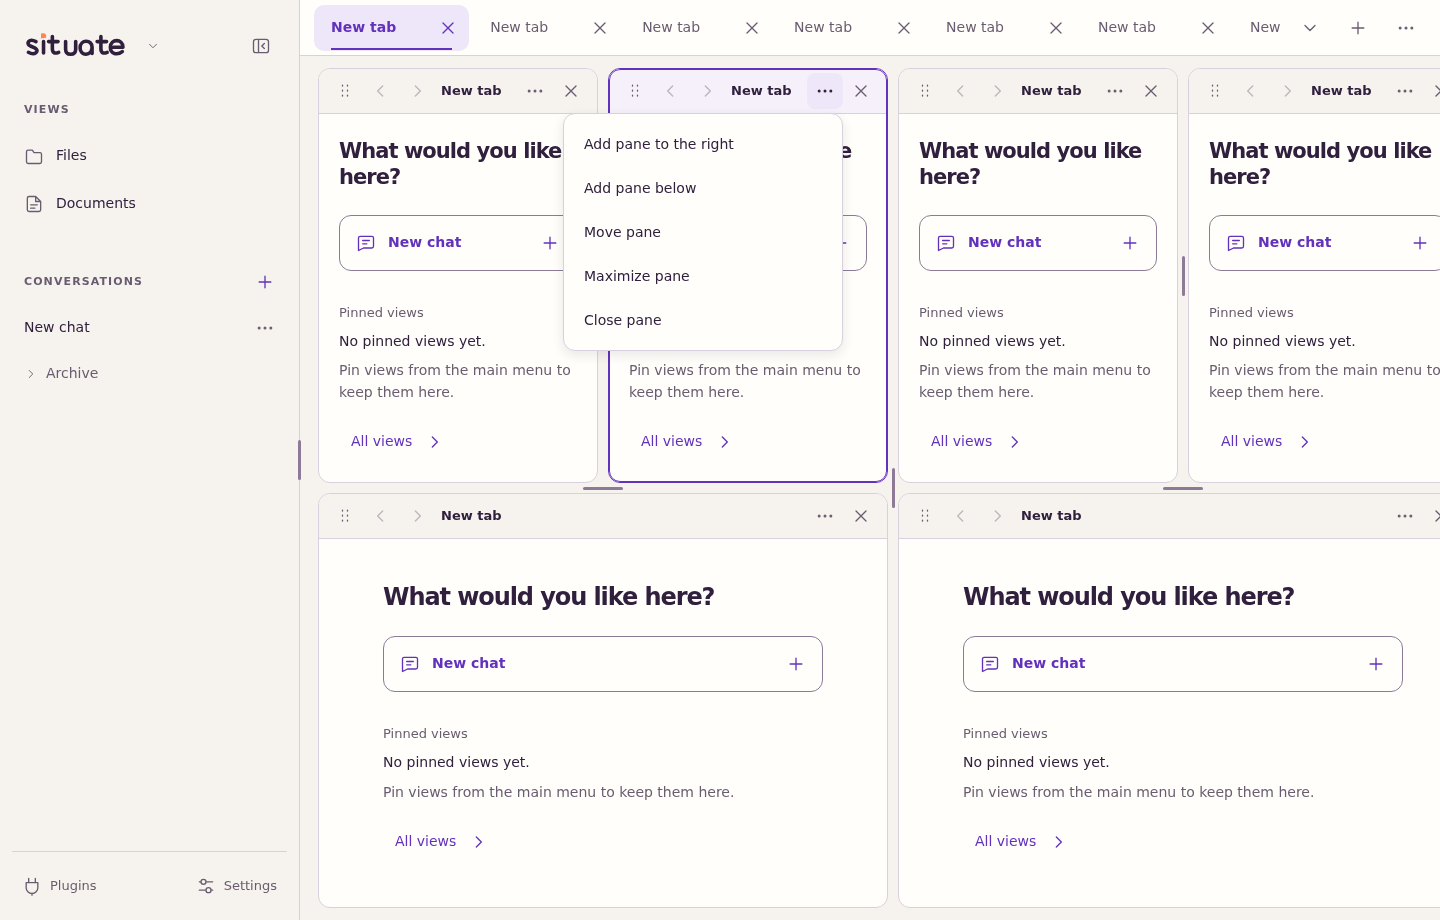 situate
VIEWS
Files
Documents
CONVERSATIONS
New chat
Archive
Plugins
Settings
New tab
New tab
New tab
New tab
New tab
New tab
New
New tab
What would you like
here?
New chat
Pinned views
No pinned views yet.
Pin views from the main menu to
keep them here.
All views
New tab
Add pane to the right
Add pane below
Move pane
Maximize pane
Close pane
Pin views from the main menu to
keep them here.
All views
New tab
What would you like
here?
New chat
Pinned views
No pinned views yet.
Pin views from the main menu to
keep them here.
All views
New tab
What would you like
here?
New chat
Pinned views
No pinned views yet.
Pin views from the main menu to
keep them here.
All views
New tab
What would you like here?
New chat
Pinned views
No pinned views yet.
Pin views from the main menu to keep them here.
All views
New tab
What would you like here?
New chat
Pinned views
No pinned views yet.
Pin views from the main menu to keep them here.
All views